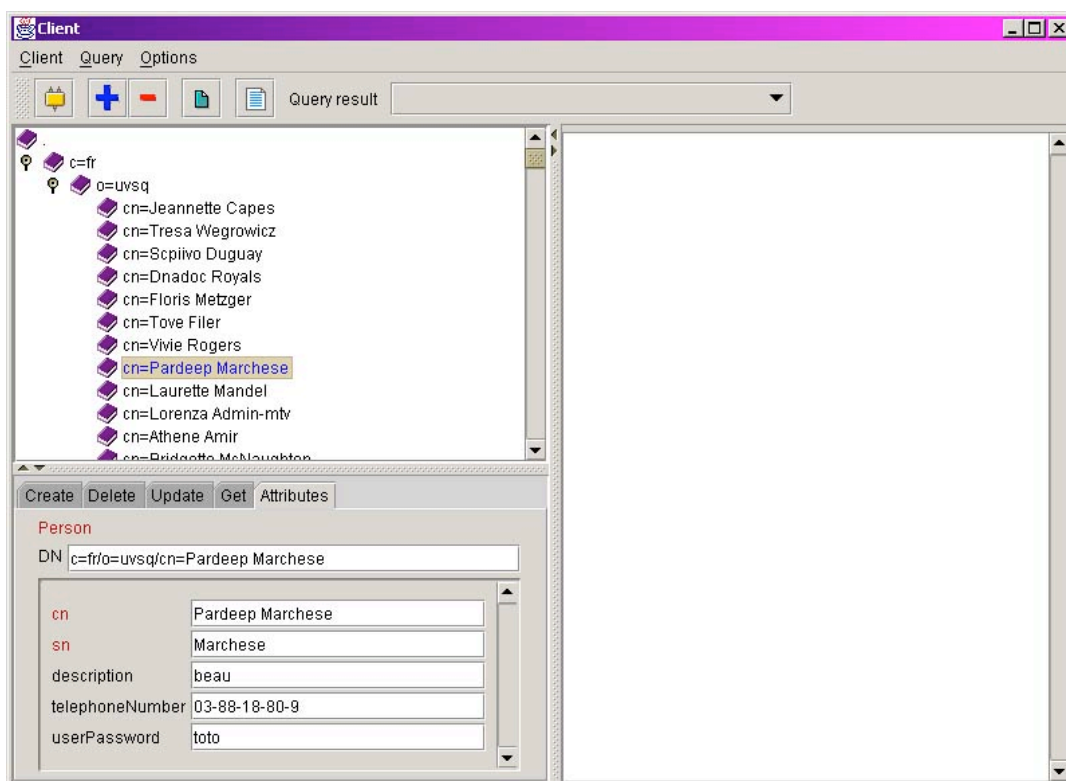 Client
Client Query Options
Query result
.
c=fr
o=uvsq
cn=Jeannette Capes
cn=Tresa Wegrowicz
cn=Scpiivo Duguay
cn=Dnadoc Royals
cn=Floris Metzger
cn=Tove Filer
cn=Vivie Rogers
cn=Pardeep Marchese
cn=Laurette Mandel
cn=Lorenza Admin-mtv
cn=Athene Amir
cn=Bridgette McNaughton
Create Delete Update Get Attributes
Person
DN c=fr/o=uvsq/cn=Pardeep Marchese
cn Pardeep Marchese
sn Marchese
description beau
telephoneNumber 03-88-18-80-9
userPassword toto